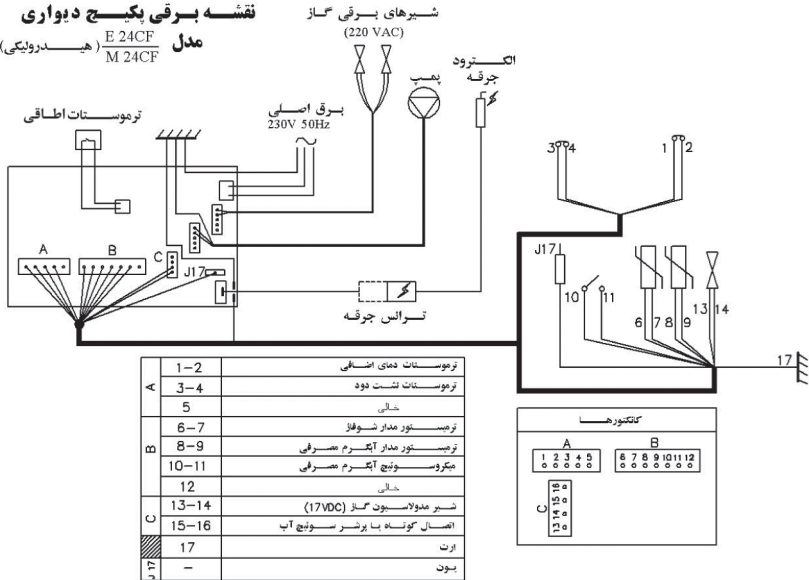 نقشه برقی پکیج دیواری
مدل E 24CF / M 24CF (هیدرولیکی)
شیرهای برقی گاز
(220 VAC)
الکترود
جرقه
پمپ
برق اصلی
230V 50Hz
ترموستات اطاقی
3 4
1 2
A
B
C
J17
J17
10 11
6 7 8 9
13 14
17
ترانس جرقه
A
1-2 ترموستات دمای اضافی
3-4 ترموستات نشت دود
5 خالی
B
6-7 ترمیستور مدار شوفاژ
8-9 ترمیستور مدار آبگرم مصرفی
10-11 میکروسوئیچ آبگرم مصرفی
12 خالی
C
13-14 شیر مدولاسیون گاز (17VDC)
15-16 اتصال کوتاه یا پرشر سوئیچ آب
17 ارت
J 17 - یون
کانکتورها
A
1 2 3 4 5
B
6 7 8 9 10 11 12
C
13 14 15 16